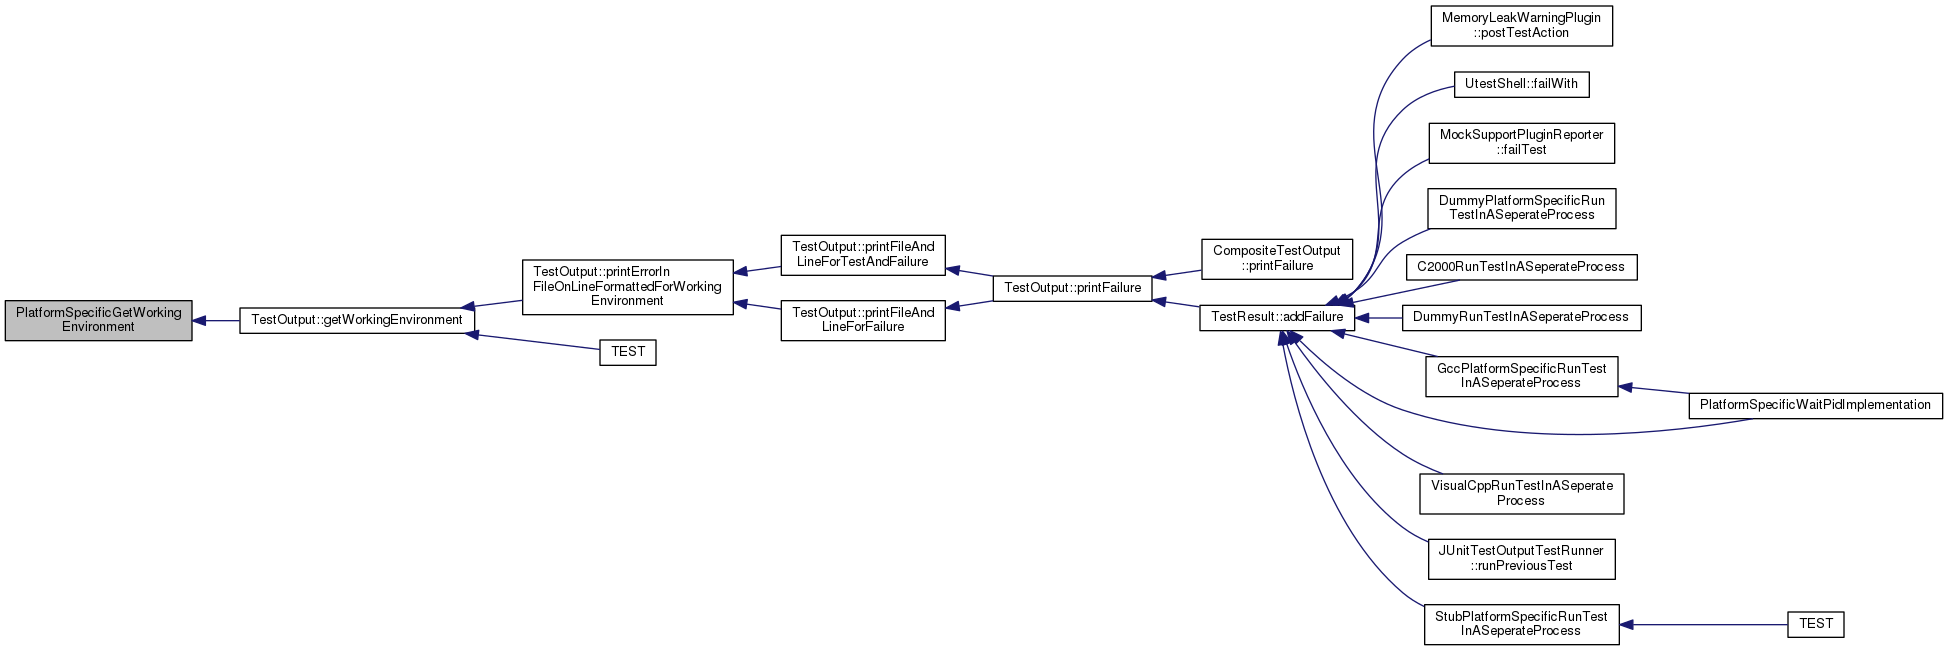 PlatformSpecificGetWorking
Environment
TestOutput::getWorkingEnvironment
TestOutput::printErrorIn
FileOnLineFormattedForWorking
Environment
TEST
TestOutput::printFileAnd
LineForTestAndFailure
TestOutput::printFileAnd
LineForFailure
TestOutput::printFailure
CompositeTestOutput
::printFailure
TestResult::addFailure
MemoryLeakWarningPlugin
::postTestAction
UtestShell::failWith
MockSupportPluginReporter
::failTest
DummyPlatformSpecificRun
TestInASeperateProcess
C2000RunTestInASeperateProcess
DummyRunTestInASeperateProcess
GccPlatformSpecificRunTest
InASeperateProcess
PlatformSpecificWaitPidImplementation
VisualCppRunTestInASeperate
Process
JUnitTestOutputTestRunner
::runPreviousTest
StubPlatformSpecificRunTest
InASeperateProcess
TEST